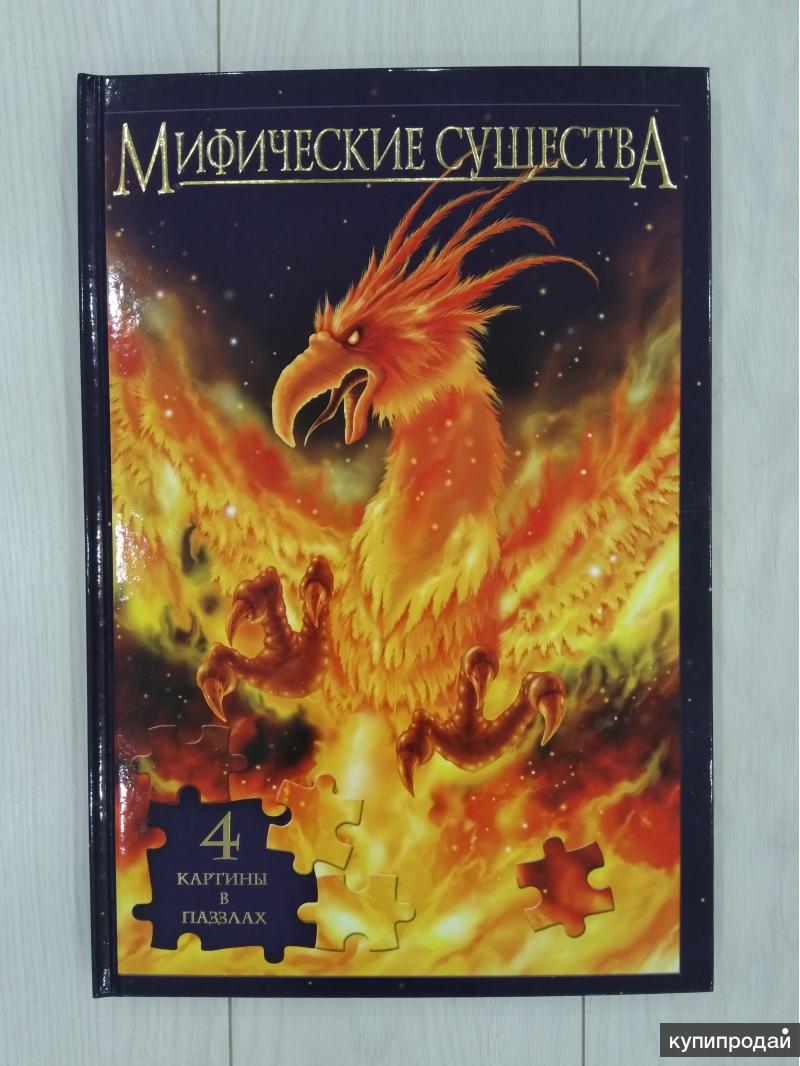 Мифические существа
4
картины
в
паззлах
купипродай